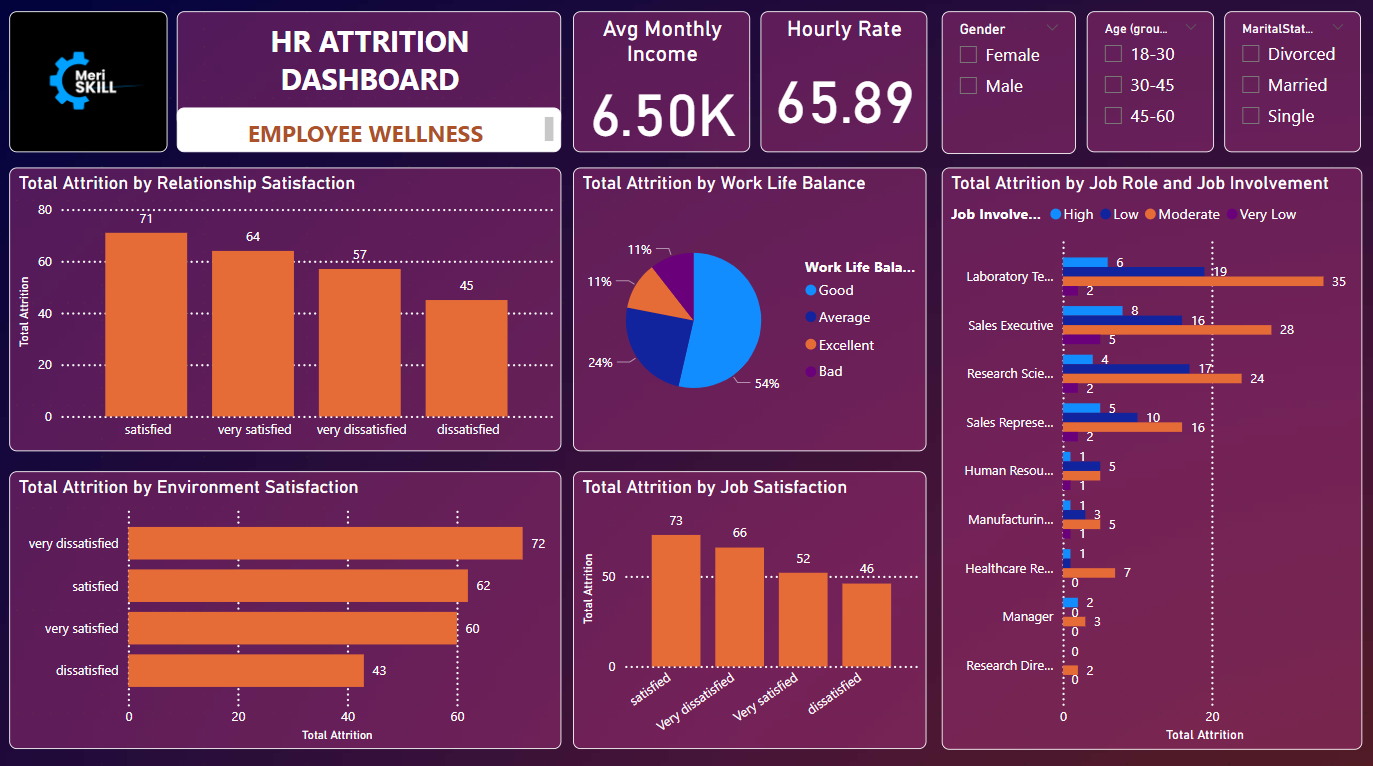 Meri
SKILL
HR ATTRITION
DASHBOARD
EMPLOYEE WELLNESS
Avg Monthly
Income
6.50K
Hourly Rate
65.89
Gender
Female
Male
Age (grou...
18-30
30-45
45-60
MaritalStat...
Divorced
Married
Single
Total Attrition by Relationship Satisfaction
Total Attrition
80
60
40
20
0
71
64
57
45
satisfied
very satisfied
very dissatisfied
dissatisfied
Total Attrition by Work Life Balance
11%
11%
24%
54%
Work Life Bala...
Good
Average
Excellent
Bad
Total Attrition by Job Role and Job Involvement
Job Involve... High Low Moderate Very Low
Laboratory Te...
6
19
35
2
Sales Executive
8
16
28
5
Research Scie...
4
17
24
2
Sales Represe...
5
10
16
2
Human Resou...
1
5
1
Manufacturin...
1
3
5
1
Healthcare Re...
1
7
0
Manager
2
0
3
0
Research Dire...
0
2
0
0 20
Total Attrition
Total Attrition by Environment Satisfaction
very dissatisfied 72
satisfied 62
very satisfied 60
dissatisfied 43
0 20 40 60
Total Attrition
Total Attrition by Job Satisfaction
Total Attrition
50
0
73
66
52
46
satisfied
Very dissatisfied
Very satisfied
dissatisfied